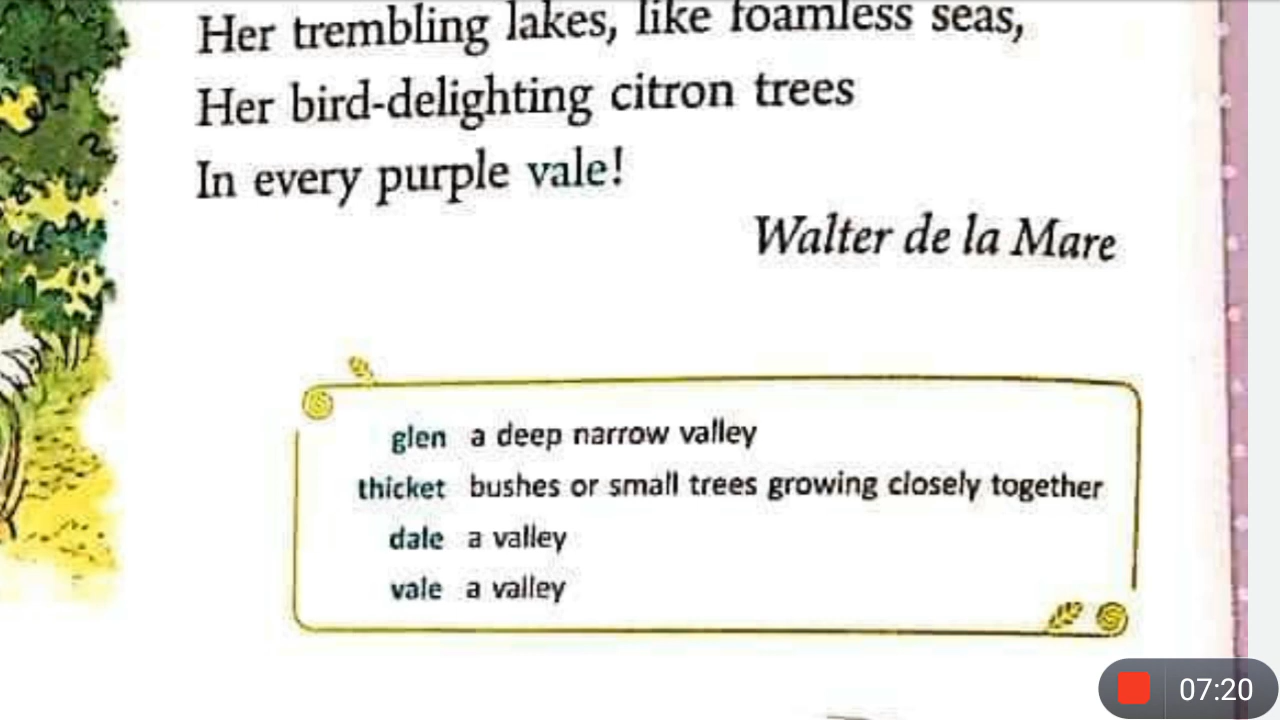 Her trembling lakes, like foamless seas,
Her bird-delighting citron trees
In every purple vale!
Walter de la Mare
glen a deep narrow valley
thicket bushes or small trees growing closely together
dale a valley
vale a valley
07:20